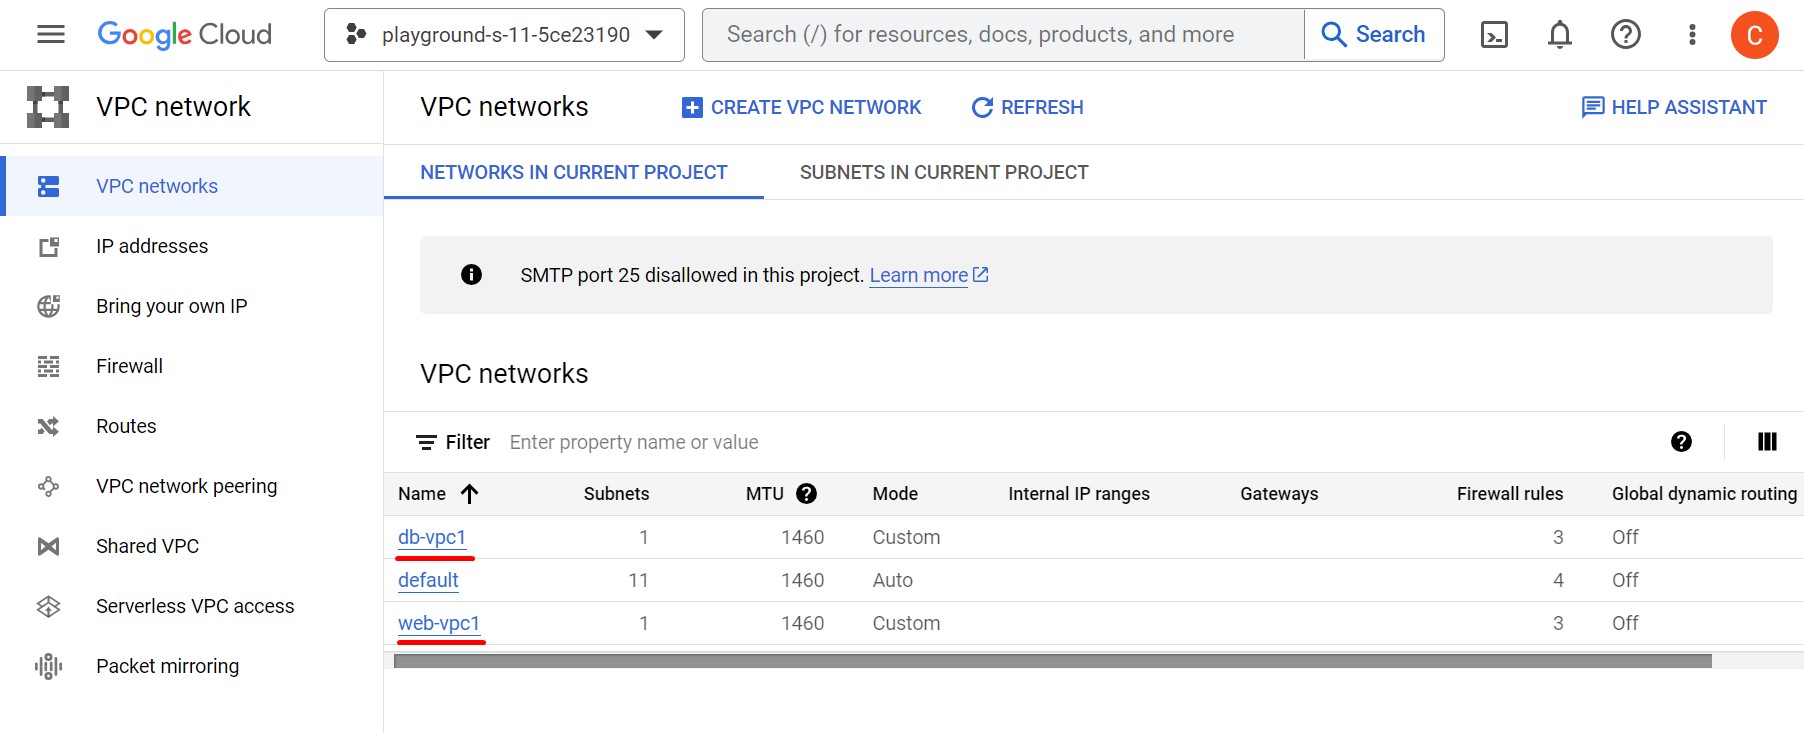 Google Cloud playground-s-11-5ce23190 Search (/) for resources, docs, products, and more Search C
VPC network
VPC networks
IP addresses
Bring your own IP
Firewall
Routes
VPC network peering
Shared VPC
Serverless VPC access
Packet mirroring
VPC networks CREATE VPC NETWORK REFRESH HELP ASSISTANT
NETWORKS IN CURRENT PROJECT SUBNETS IN CURRENT PROJECT
SMTP port 25 disallowed in this project. Learn more
VPC networks
Filter Enter property name or value
Name Subnets MTU Mode Internal IP ranges Gateways Firewall rules Global dynamic routing
db-vpc1 1 1460 Custom 3 Off
default 11 1460 Auto 4 Off
web-vpc1 1 1460 Custom 3 Off